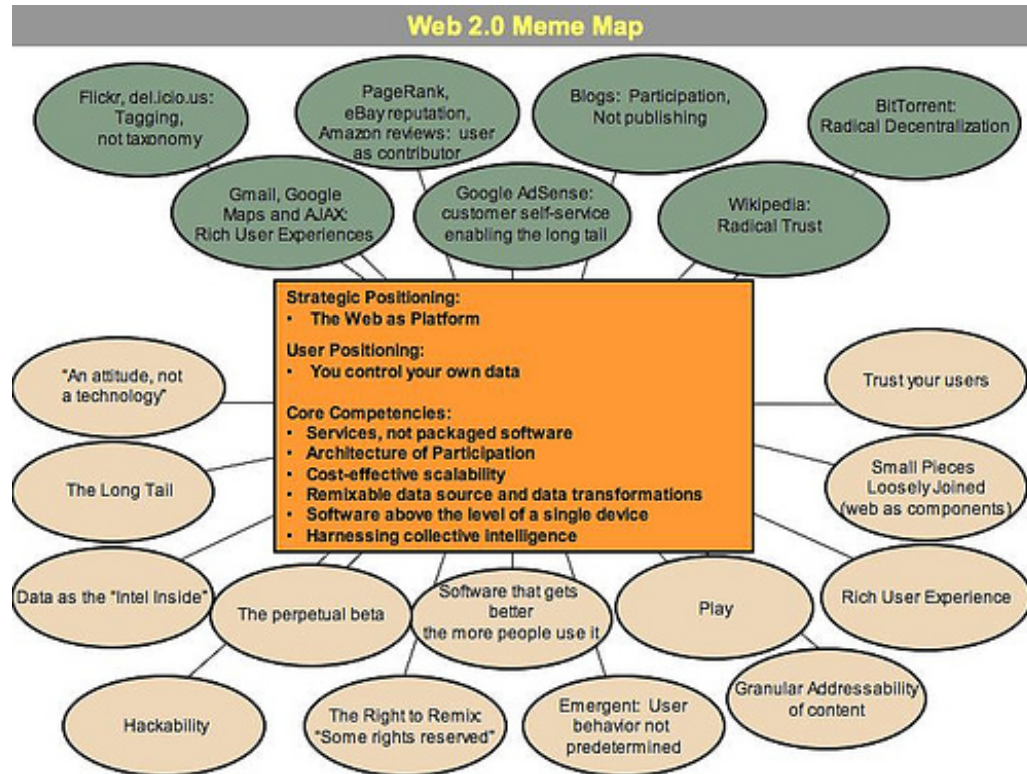 Web 2.0 Meme Map
Flickr, del.icio.us:
Tagging,
not taxonomy
PageRank,
eBay reputation,
Amazon reviews: user
as contributor
Blogs: Participation,
Not publishing
BitTorrent:
Radical Decentralization
Gmail, Google
Maps and AJAX:
Rich User Experiences
Google AdSense:
customer self-service
enabling the long tail
Wikipedia:
Radical Trust
Strategic Positioning:
• The Web as Platform
User Positioning:
• You control your own data
Core Competencies:
• Services, not packaged software
• Architecture of Participation
• Cost-effective scalability
• Remixable data source and data transformations
• Software above the level of a single device
• Harnessing collective intelligence
“An attitude, not
a technology”
Trust your users
The Long Tail
Small Pieces
Loosely Joined
(web as components)
Data as the “Intel Inside”
The perpetual beta
Software that gets
better
the more people use it
Play
Rich User Experience
Hackability
The Right to Remix:
“Some rights reserved”
Emergent: User
behavior not
predetermined
Granular Addressability
of content